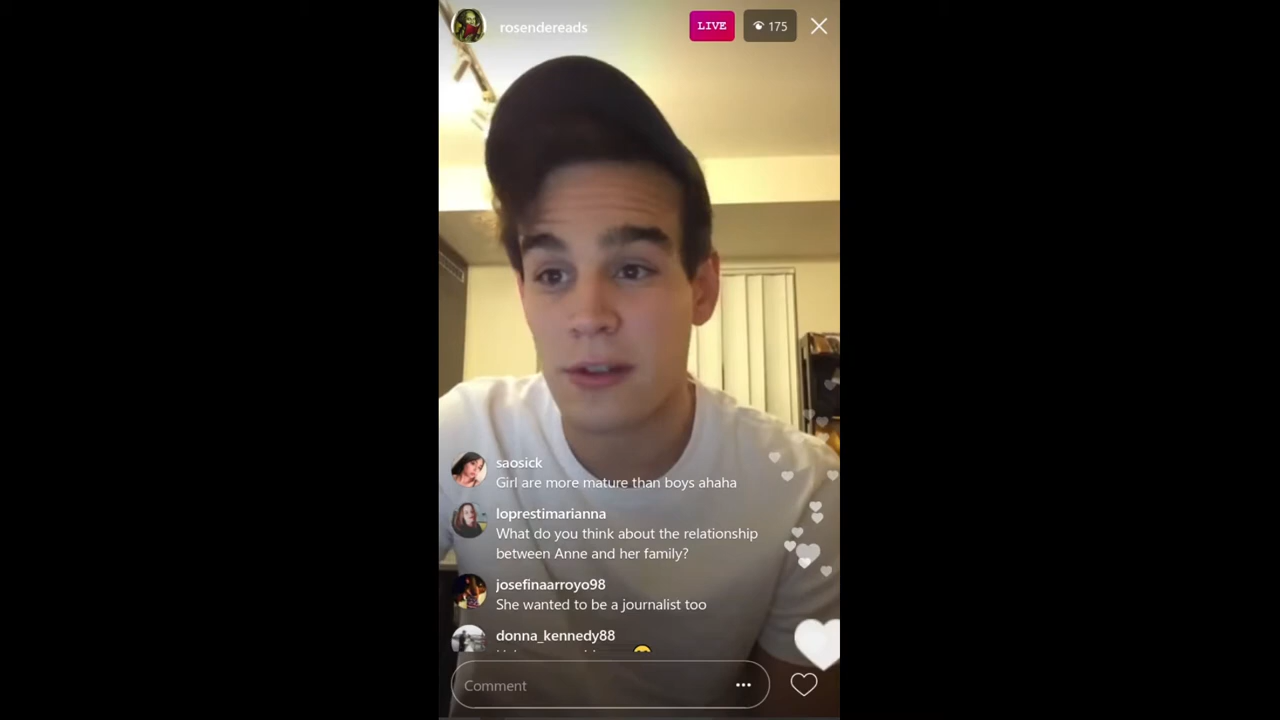 rosendereads
LIVE
175
saosick
Girl are more mature than boys ahaha
loprestimarianna
What do you think about the relationship
between Anne and her family?
josefinaarroyo98
She wanted to be a journalist too
donna_kennedy88
Comment